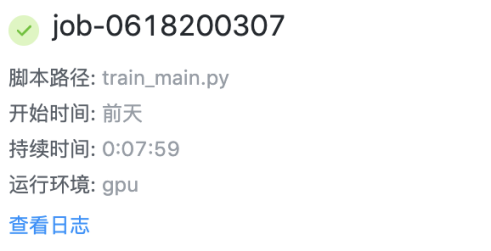 job-0618200307
脚本路径: train_main.py
开始时间: 前天
持续时间: 0:07:59
运行环境: gpu
查看日志